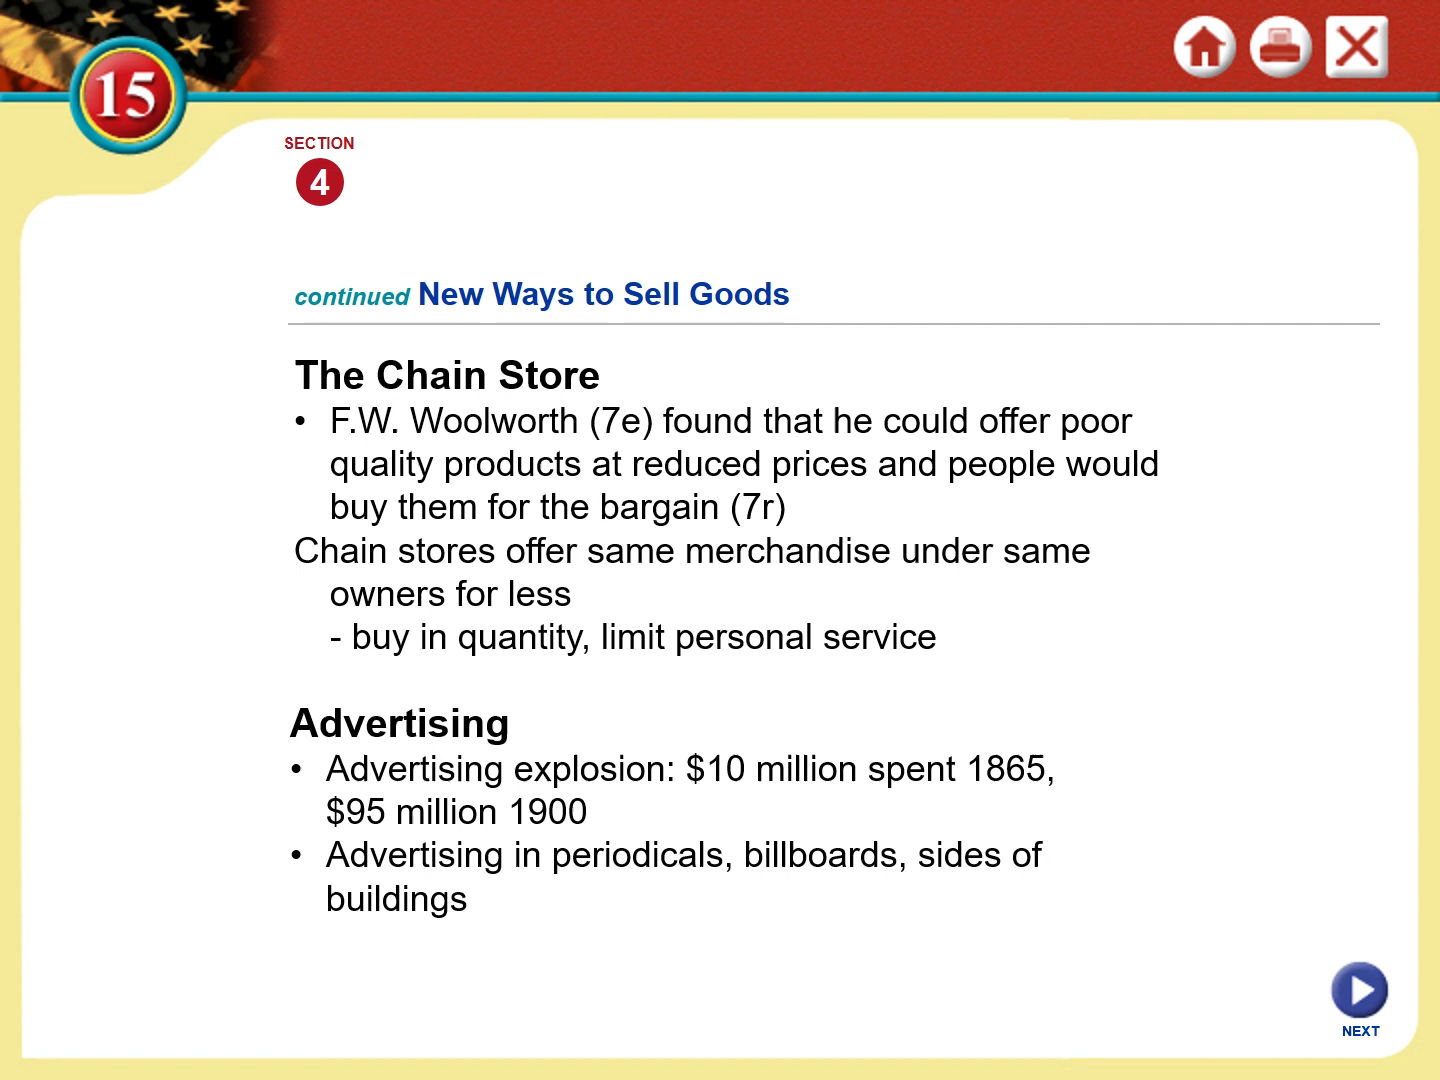 15
SECTION
4
continued New Ways to Sell Goods
The Chain Store
• F.W. Woolworth (7e) found that he could offer poor
quality products at reduced prices and people would
buy them for the bargain (7r)
Chain stores offer same merchandise under same
owners for less
- buy in quantity, limit personal service
Advertising
• Advertising explosion: $10 million spent 1865,
$95 million 1900
• Advertising in periodicals, billboards, sides of
buildings
NEXT